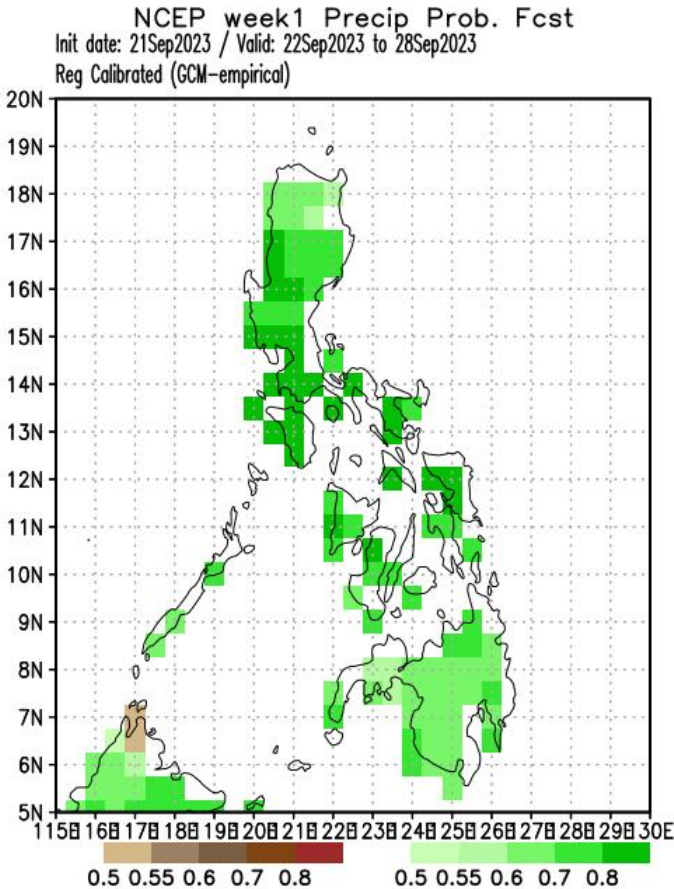 NCEP week1 Precip Prob. Fcst
Init date: 21Sep2023 / Valid: 22Sep2023 to 28Sep2023
Reg Calibrated (GCM-empirical)
20N
19N
18N
17N
16N
15N
14N
13N
12N
11N
10N
9N
8N
7N
6N
5N
115E 116E 117E 118E 119E 120E 121E 122E 123E 124E 125E 126E 127E 128E 129E 130E
0.5 0.55 0.6 0.7 0.8 0.5 0.55 0.6 0.7 0.8